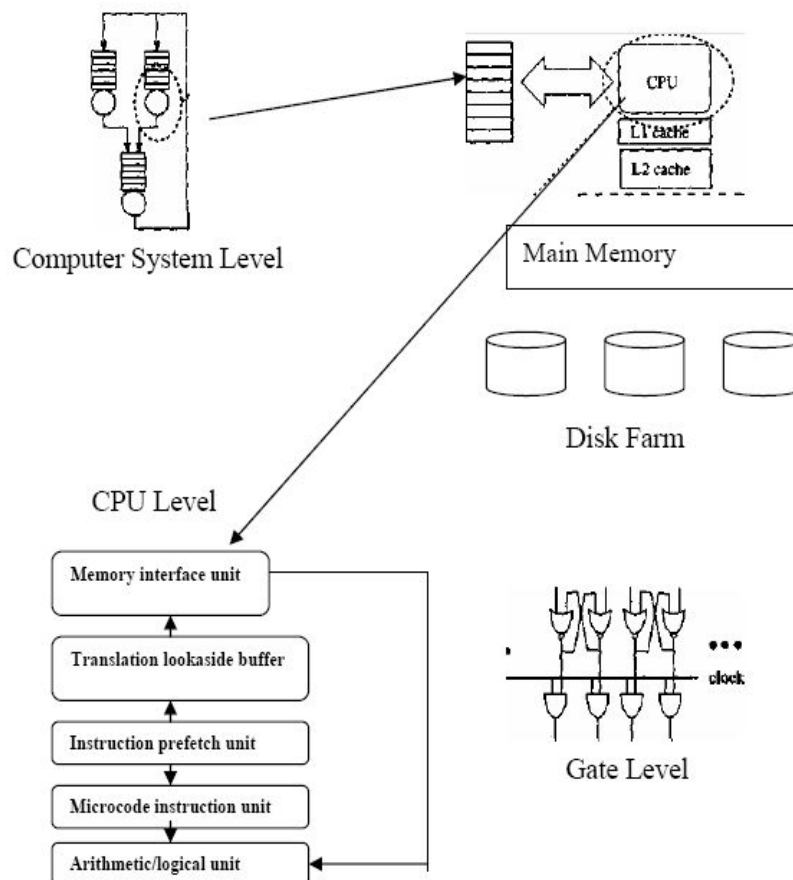 CPU
L1 cache
L2 cache
Computer System Level
Main Memory
Disk Farm
CPU Level
Memory interface unit
Translation lookaside buffer
Instruction prefetch unit
Microcode instruction unit
Arithmetic/logical unit
clock
Gate Level